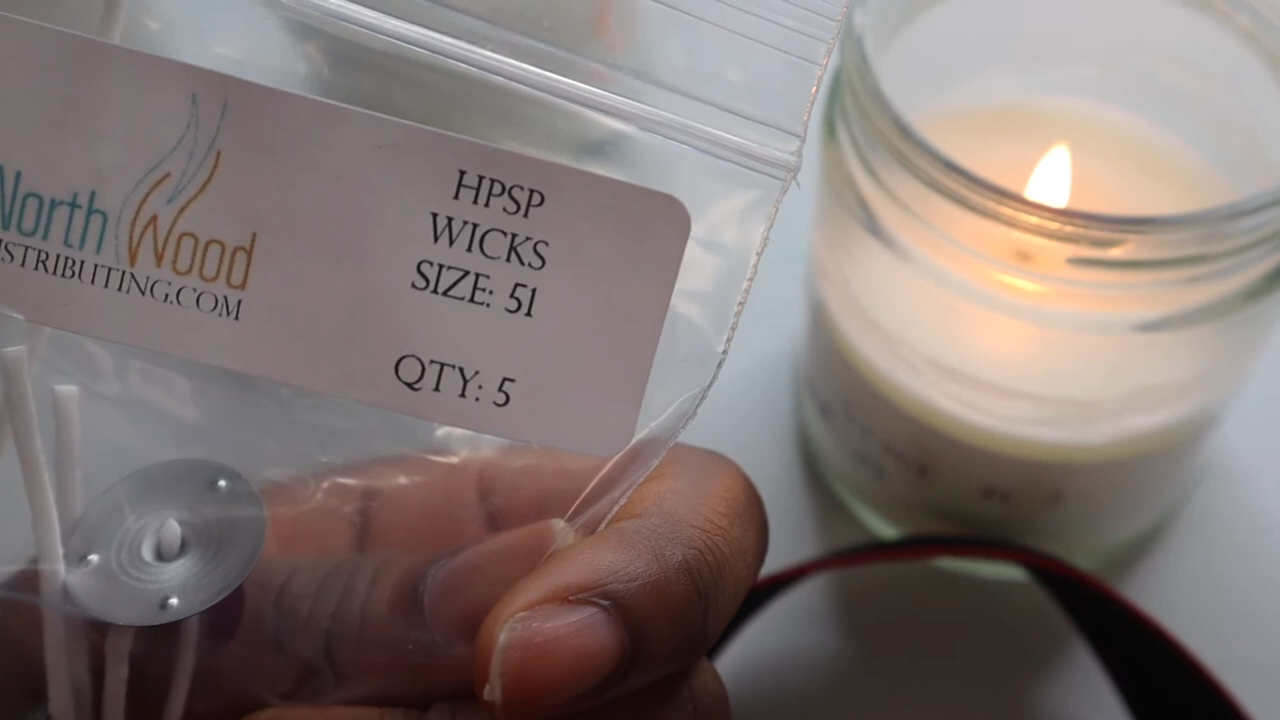 North Wood
ISTRIBUTING.COM
HPSP
WICKS
SIZE: 51
QTY: 5